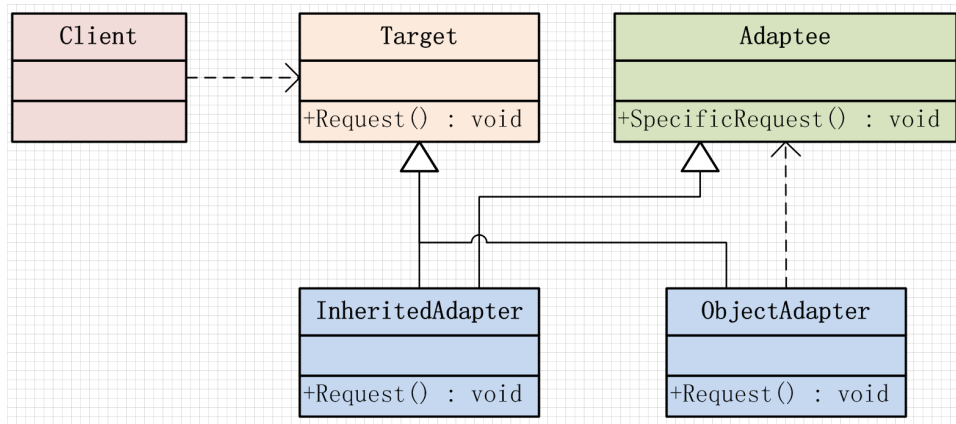 Client
Target
Adaptee
+Request() : void
+SpecificRequest() : void
InheritedAdapter
ObjectAdapter
+Request() : void
+Request() : void